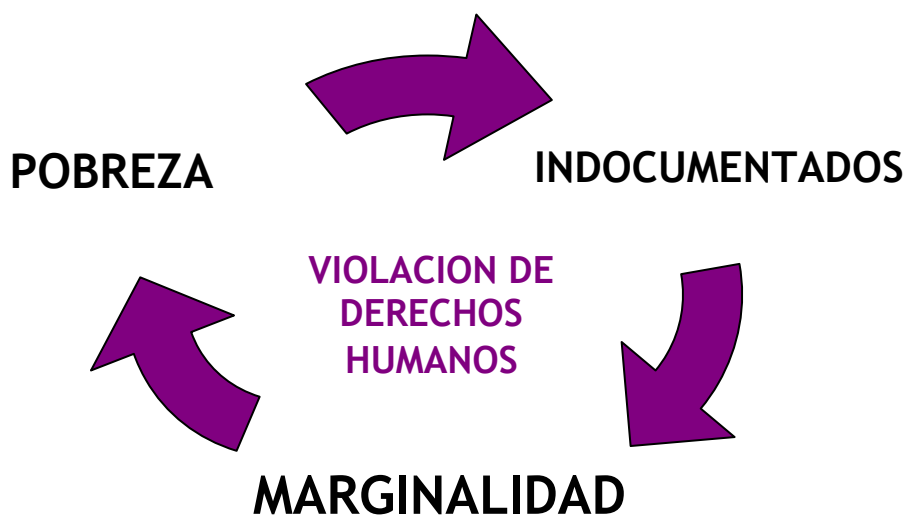 POBREZA
INDOCUMENTADOS
VIOLACION DE
DERECHOS
HUMANOS
MARGINALIDAD